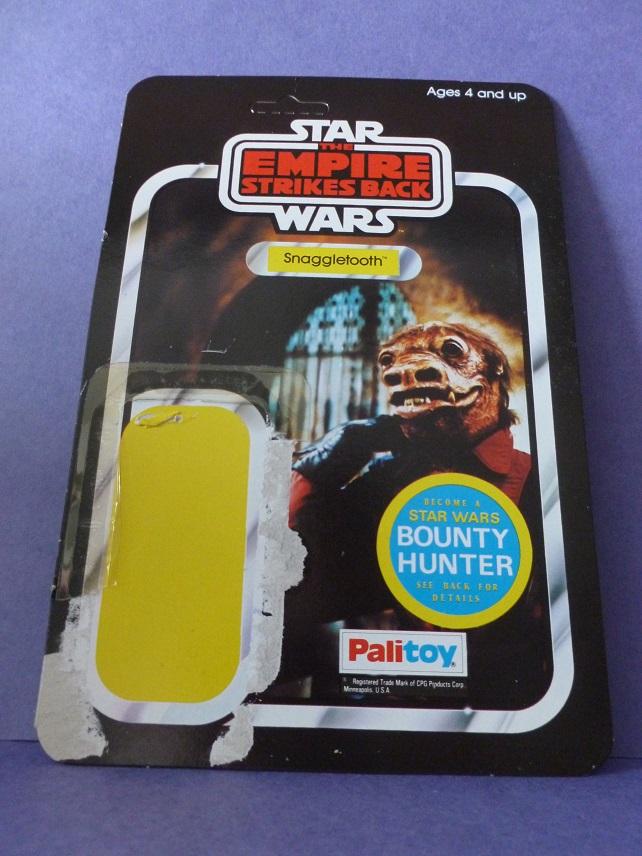 Ages 4 and up
STAR
THE
EMPIRE
STRIKES BACK
WARS
Snaggletooth™
BECOME A
STAR WARS
BOUNTY
HUNTER
SEE BACK FOR
DETAILS
Palitoy®
® Registered Trade Mark of CPG Products Corp.
Minneapolis, U.S.A.